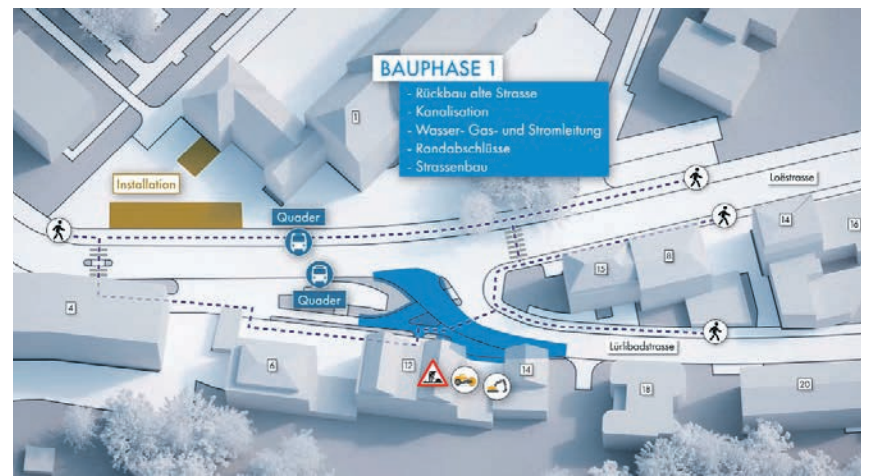 BAUPHASE 1
- Rückbau alte Strasse
- Kanalisation
- Wasser- Gas- und Stromleitung
- Randabschlüsse
- Strassenbau
1
Installation
Loëstrasse
Quader
14
16
8
15
Quader
4
Lürlibadstrasse
6
12
14
18
20